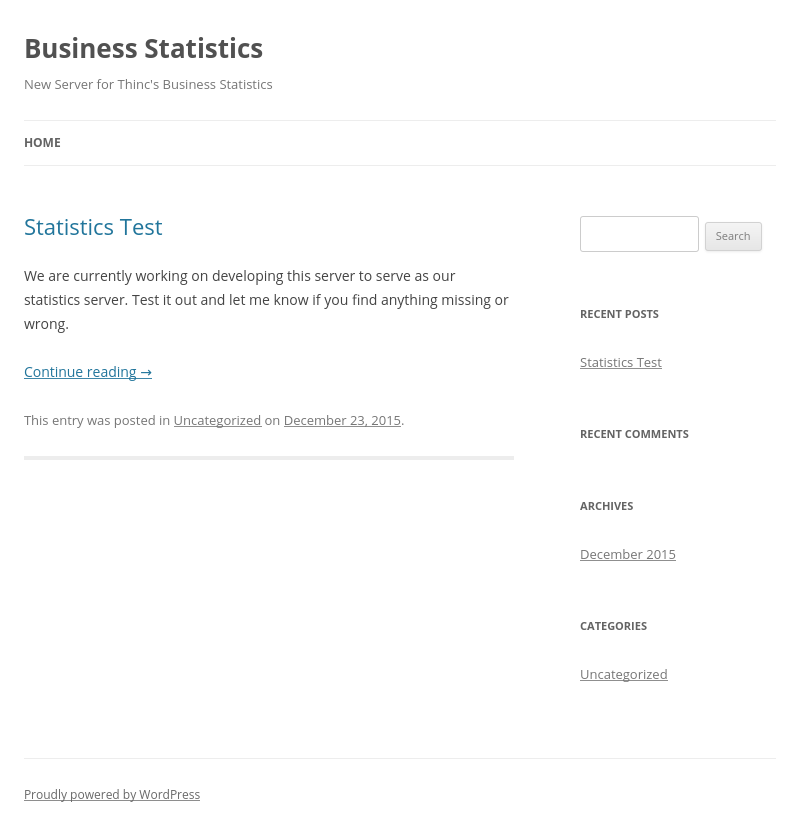 Business Statistics
New Server for Thinc's Business Statistics
HOME
Statistics Test
We are currently working on developing this server to serve as our
statistics server. Test it out and let me know if you find anything missing or
wrong.
Continue reading →
This entry was posted in Uncategorized on December 23, 2015.
Search
RECENT POSTS
Statistics Test
RECENT COMMENTS
ARCHIVES
December 2015
CATEGORIES
Uncategorized
Proudly powered by WordPress